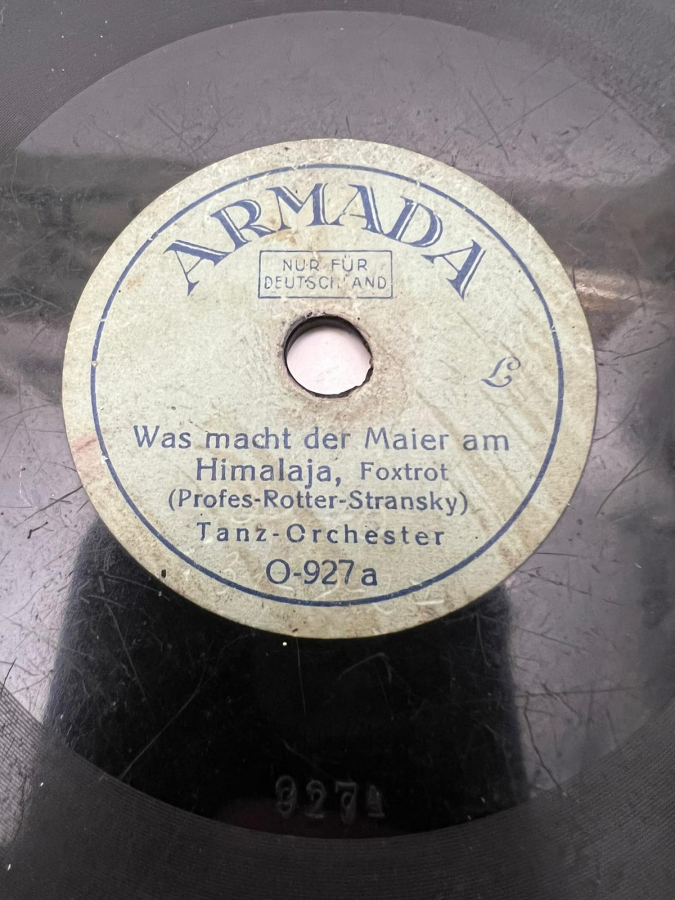 ARMADA
NUR FÜR
DEUTSCHLAND
L
Was macht der Maier am
Himalaja, Foxtrot
(Profes-Rotter-Stransky)
Tanz-Orchester
O-927a
927A